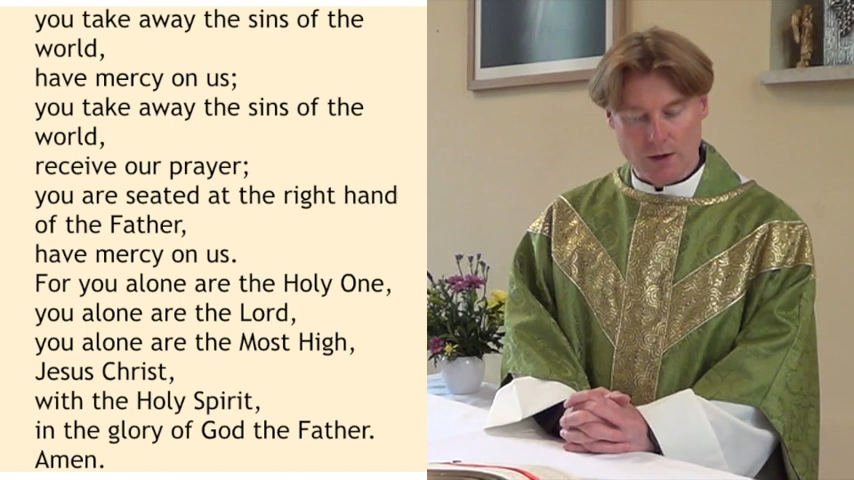 you take away the sins of the
world,
have mercy on us;
you take away the sins of the
world,
receive our prayer;
you are seated at the right hand
of the Father,
have mercy on us.
For you alone are the Holy One,
you alone are the Lord,
you alone are the Most High,
Jesus Christ,
with the Holy Spirit,
in the glory of God the Father.
Amen.